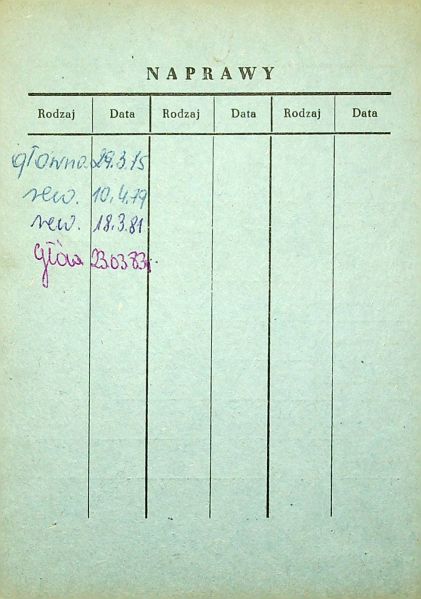 NAPRAWY
Rodzaj Data Rodzaj Data Rodzaj Data
główna 29.3.75
rew. 10.4.79
rew. 18.3.81
głów 23.03.83r.